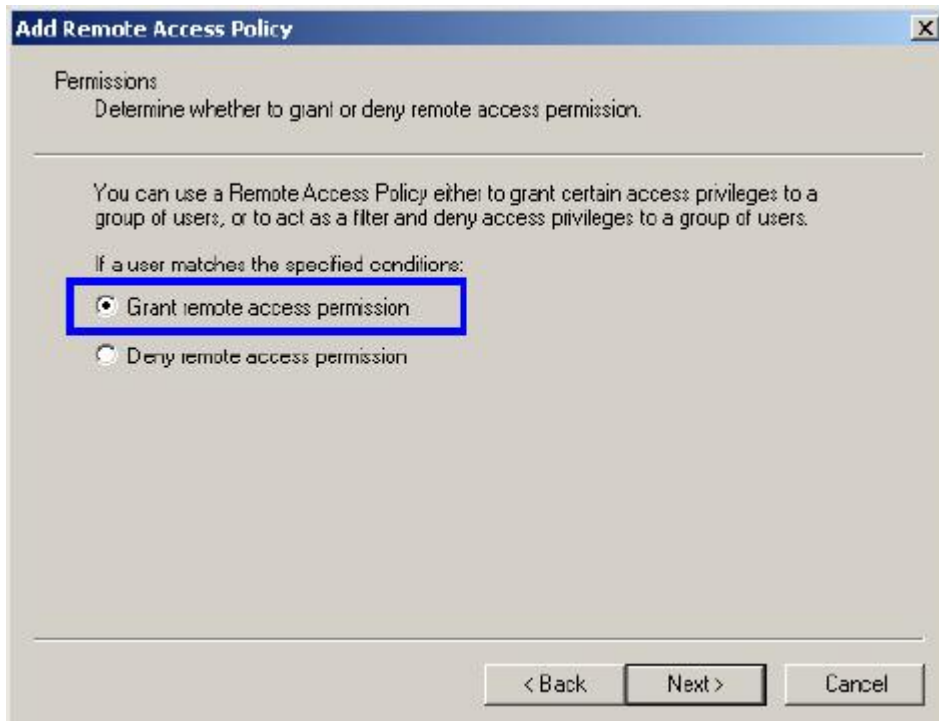 Add Remote Access Policy
Permissions
Determine whether to grant or deny remote access permission.
You can use a Remote Access Policy either to grant certain access privileges to a
group of users, or to act as a filter and deny access privileges to a group of users.
If a user matches the specified conditions:
Grant remote access permission
Deny remote access permission
< Back
Next >
Cancel